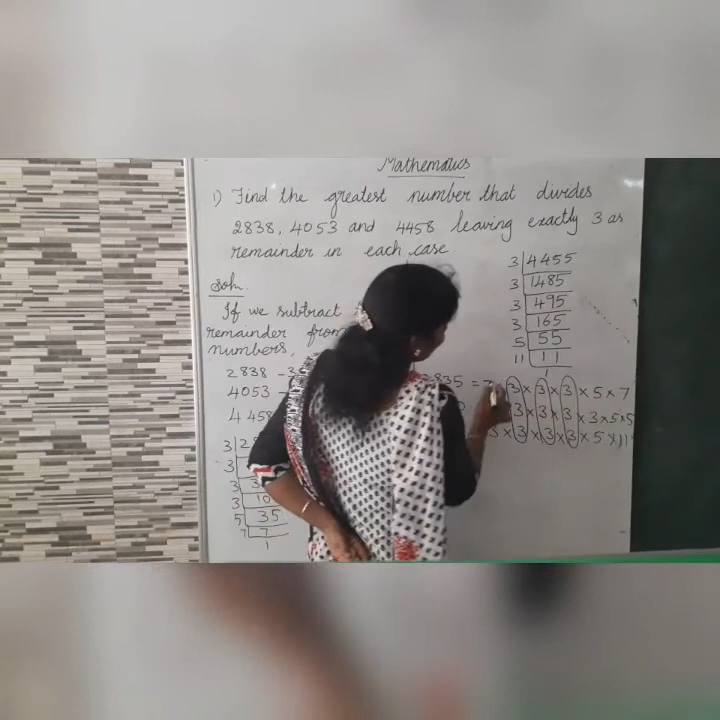 Mathematics
1) Find the greatest number that divides
2838, 4053 and 4458 leaving exactly 3 as
remainder in each case.
Soln.
If we subtract
remainder from
numbers,
2838 - 3
4053 -
4458
3 4455
3 1485
3 495
3 165
5 55
11 11
1
2835 = 3 × 3 × 3 × 3 × 5 × 7
3 × 3 × 3 × 3 × 5 × 5
3 × 3 × 3 × 3 × 5 × 11
3 2
3
3 3
3 10
5 35
7 7
1